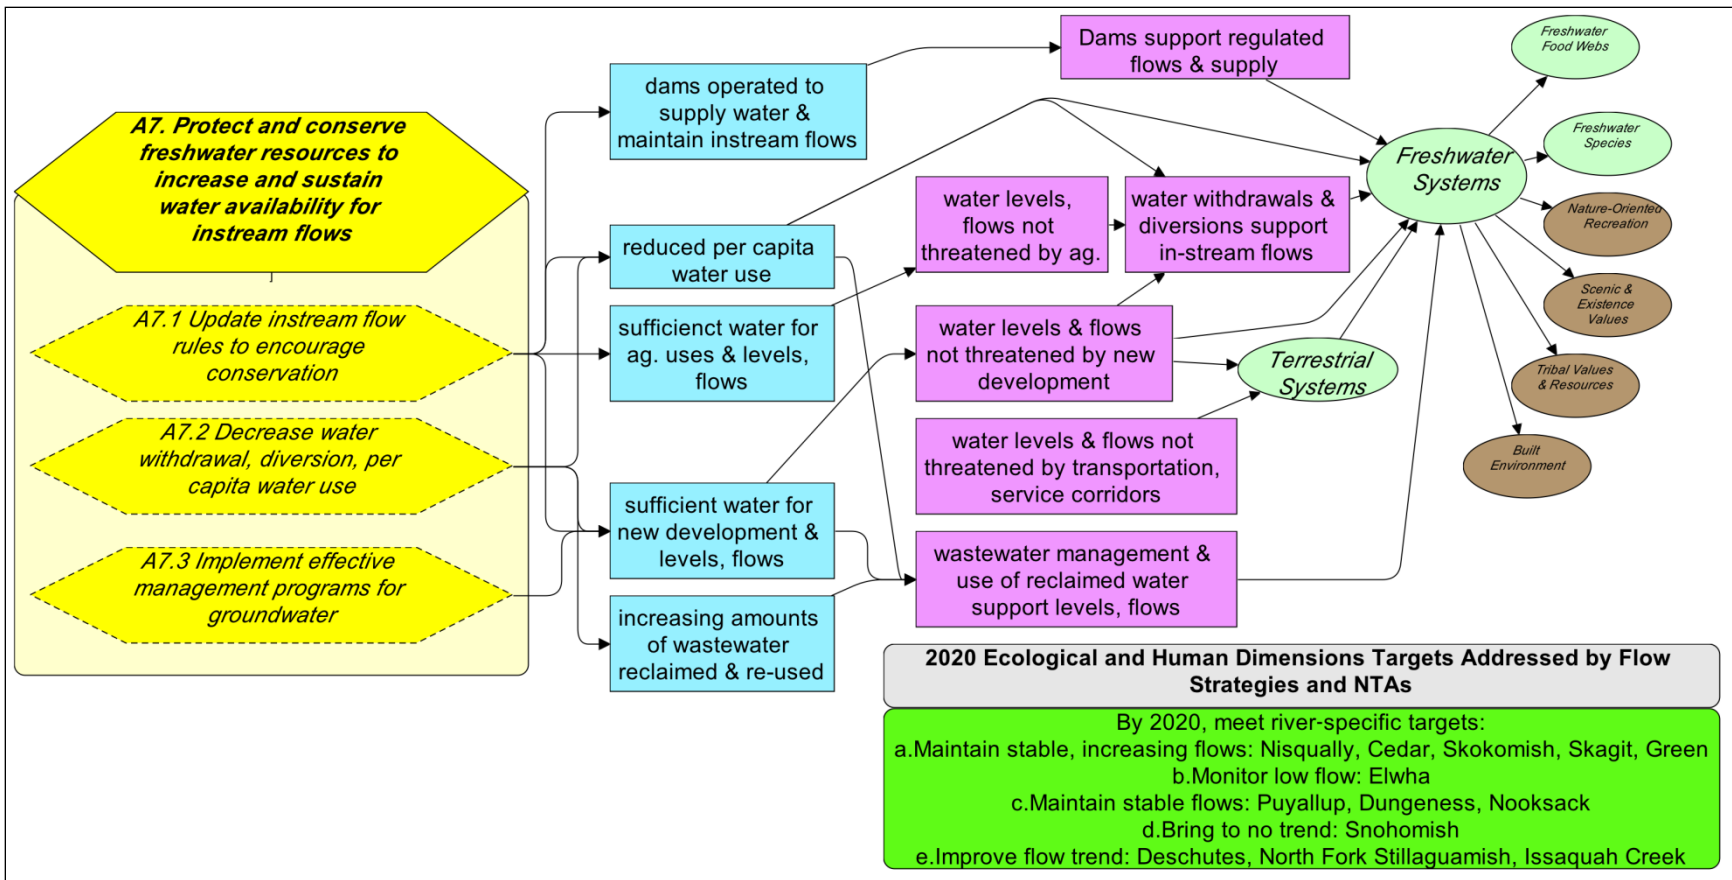 A7. Protect and conserve
freshwater resources to
increase and sustain
water availability for
instream flows
A7.1 Update instream flow
rules to encourage
conservation
A7.2 Decrease water
withdrawal, diversion, per
capita water use
A7.3 Implement effective
management programs for
groundwater
dams operated to
supply water &
maintain instream flows
reduced per capita
water use
sufficienct water for
ag. uses & levels,
flows
sufficient water for
new development &
levels, flows
increasing amounts
of wastewater
reclaimed & re-used
Dams support regulated
flows & supply
water levels,
flows not
threatened by ag.
water withdrawals &
diversions support
in-stream flows
water levels & flows
not threatened by new
development
water levels & flows not
threatened by transportation,
service corridors
wastewater management &
use of reclaimed water
support levels, flows
Terrestrial
Systems
Freshwater
Systems
Freshwater
Food Webs
Freshwater
Species
Nature-Oriented
Recreation
Scenic &
Existence
Values
Tribal Values
& Resources
Built
Environment
2020 Ecological and Human Dimensions Targets Addressed by Flow
Strategies and NTAs
By 2020, meet river-specific targets:
a.Maintain stable, increasing flows: Nisqually, Cedar, Skokomish, Skagit, Green
b.Monitor low flow: Elwha
c.Maintain stable flows: Puyallup, Dungeness, Nooksack
d.Bring to no trend: Snohomish
e.Improve flow trend: Deschutes, North Fork Stillaguamish, Issaquah Creek